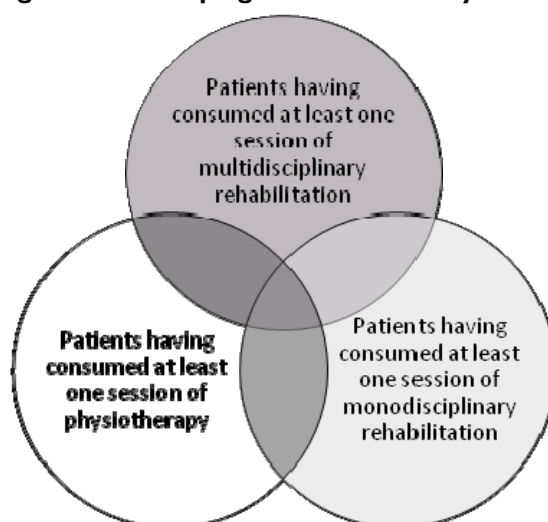 Patients having
consumed at least one
session of
multidisciplinary
rehabilitation
Patients having
consumed at least
one session of
physiotherapy
Patients having
consumed at least
one session of
monodisciplinary
rehabilitation